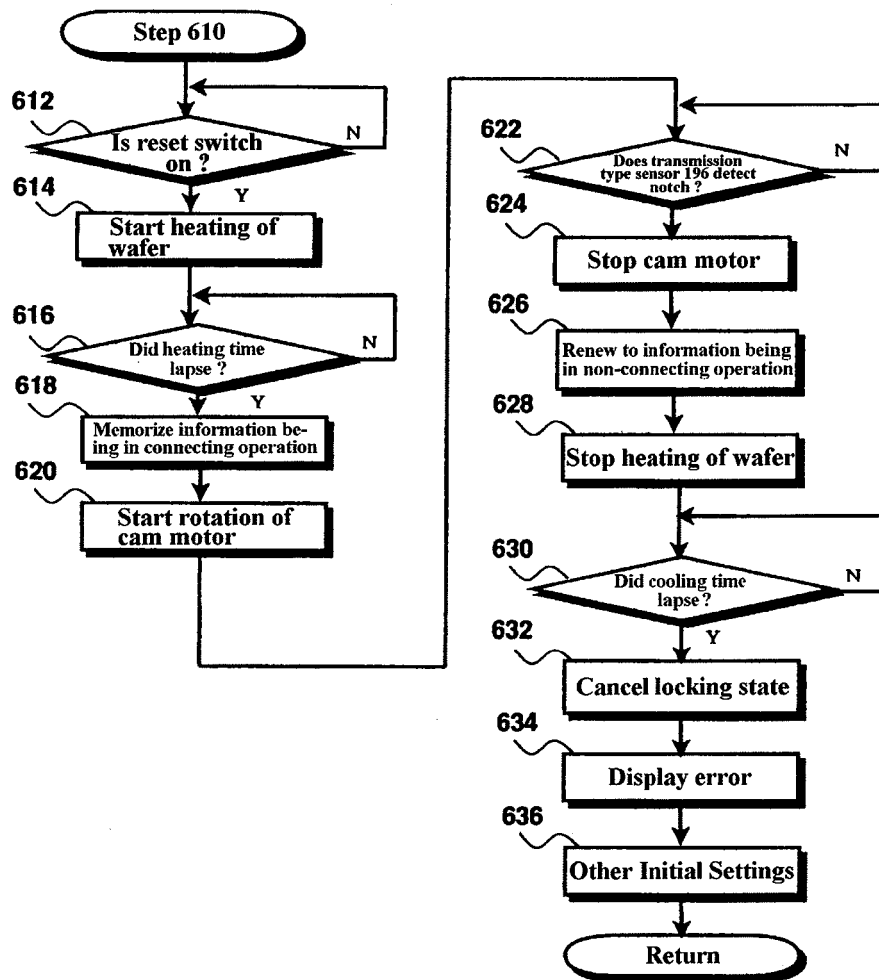 Step 610
612
Is reset switch
on ?
N
Y
614
Start heating of
wafer
616
Did heating time
lapse ?
N
Y
618
Memorize information be-
ing in connecting operation
620
Start rotation of
cam motor
622
Does transmission
type sensor 196 detect
notch ?
N
624
Stop cam motor
626
Renew to information being
in non-connecting operation
628
Stop heating of wafer
630
Did cooling time
lapse ?
N
Y
632
Cancel locking state
634
Display error
636
Other Initial Settings
Return